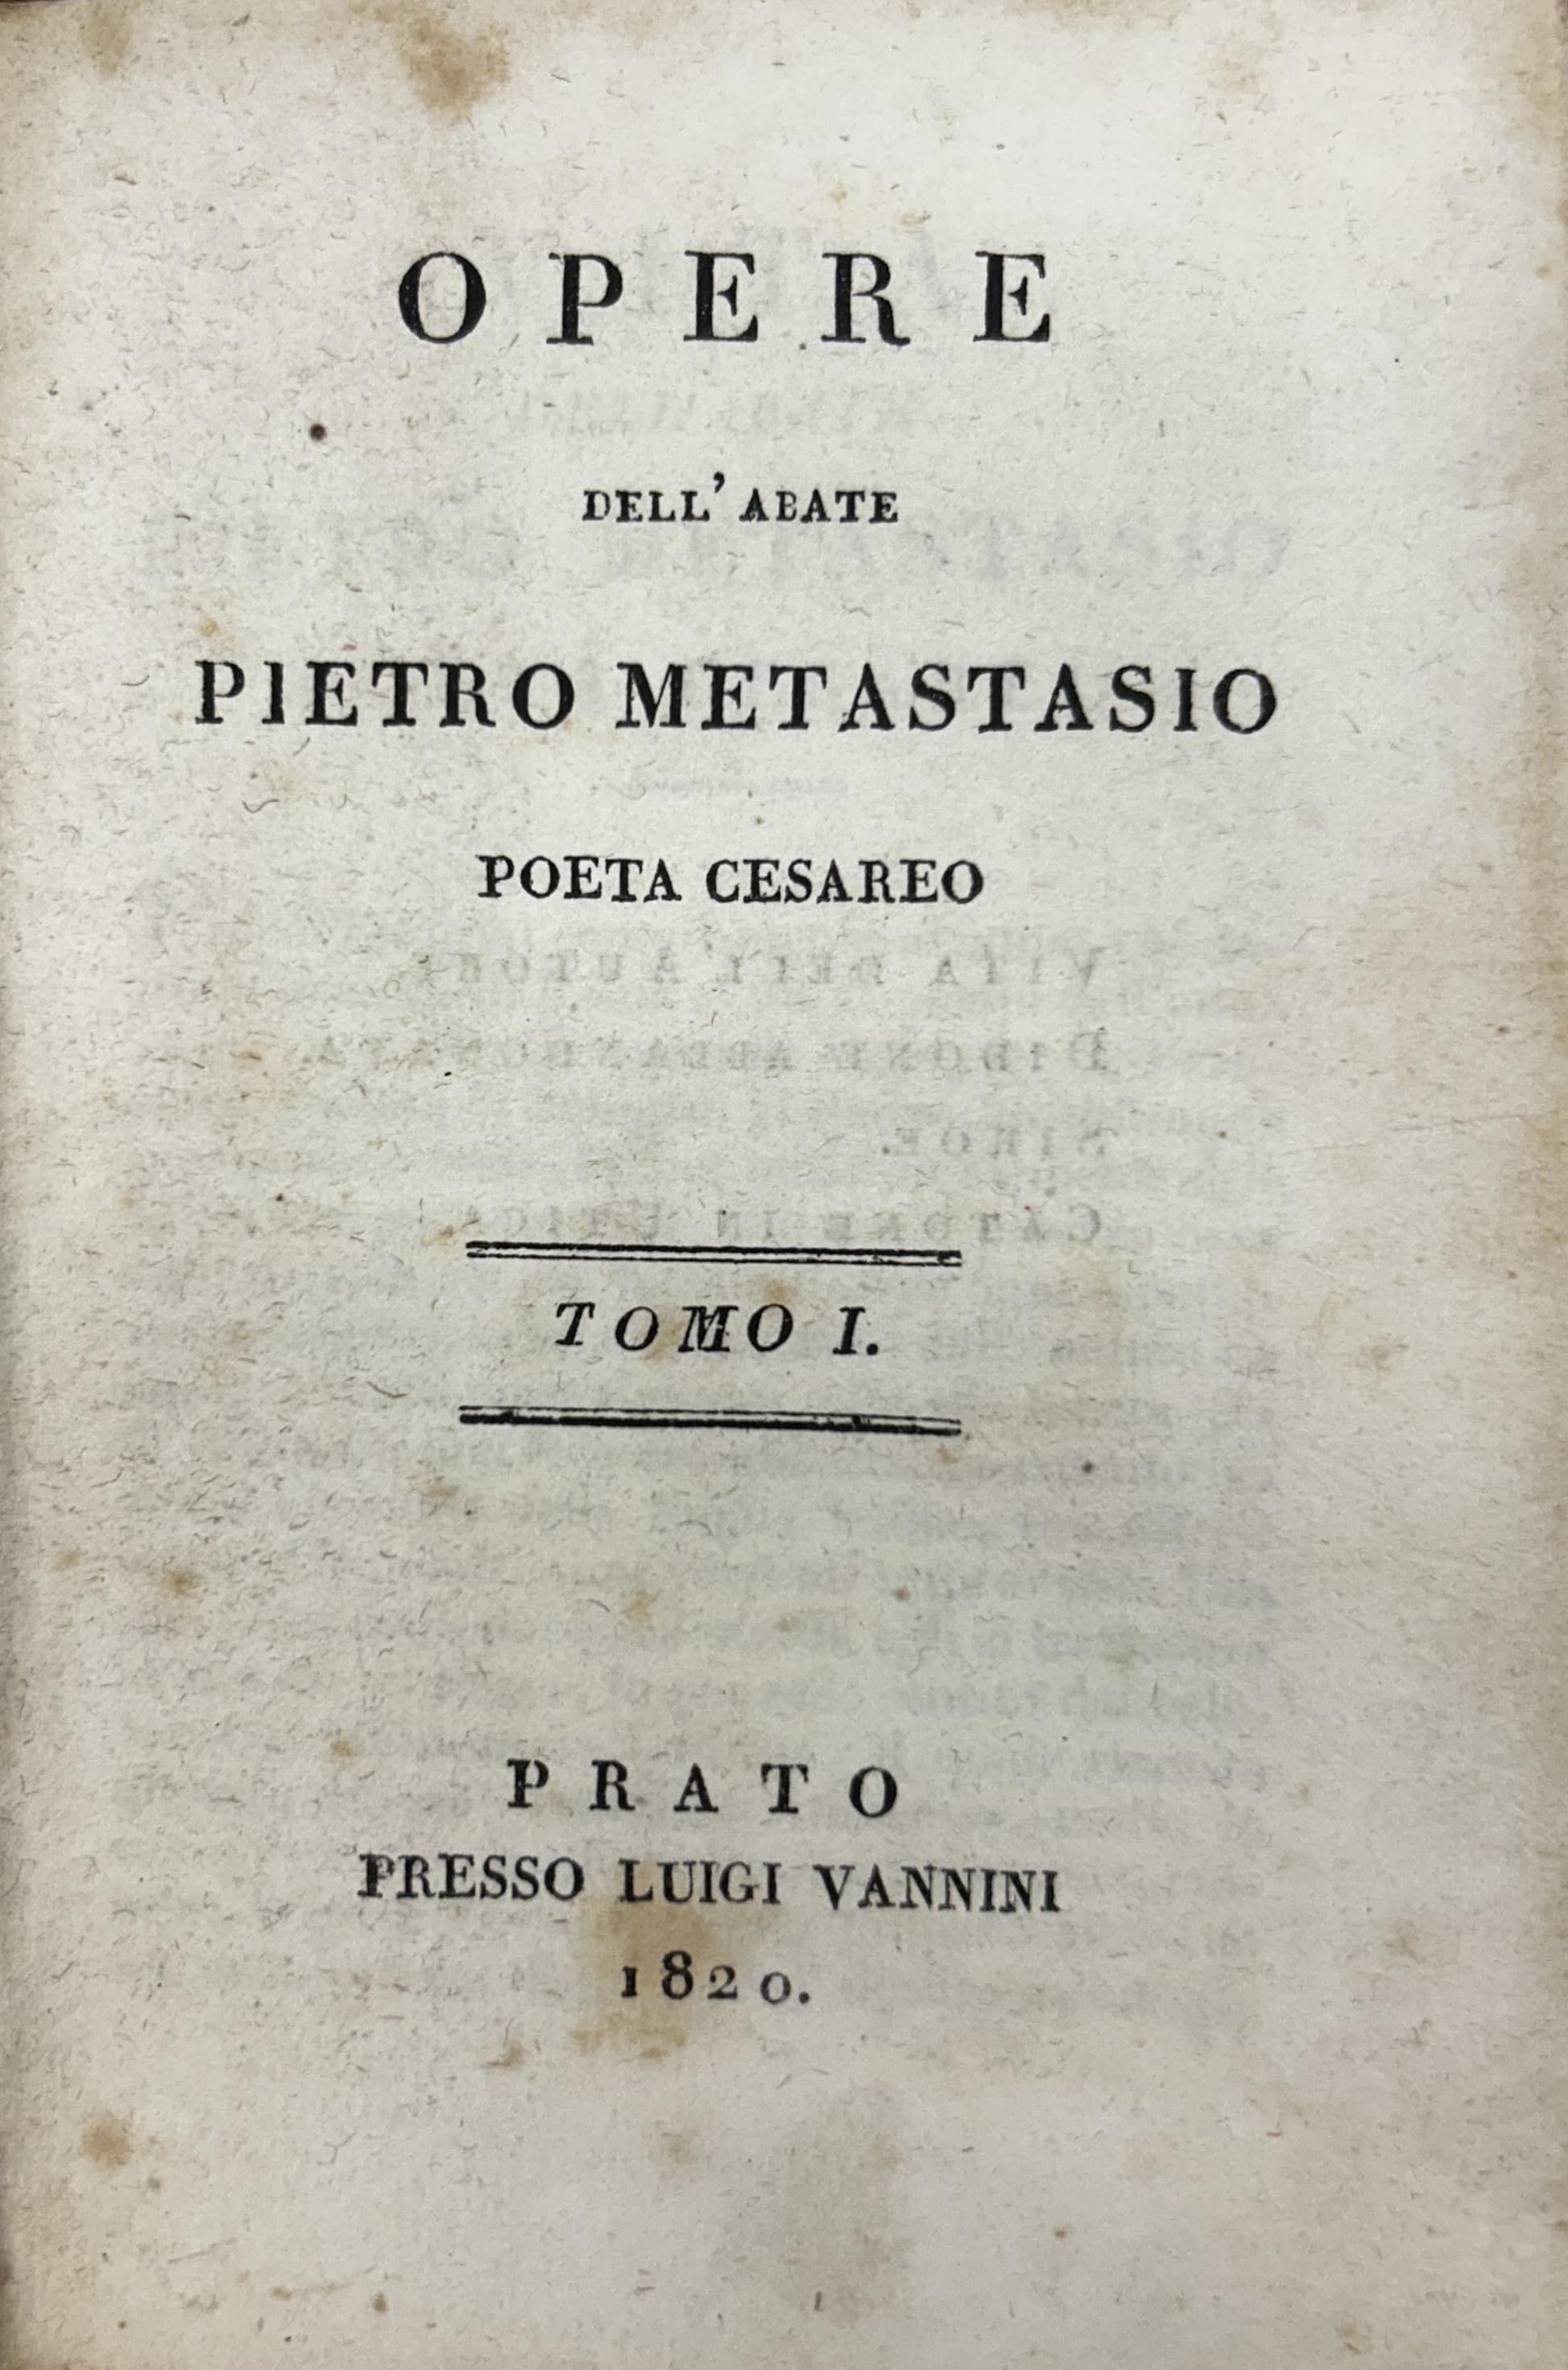 OPERE
DELL' ABATE
PIETRO METASTASIO
POETA CESAREO
TOMO I.
PRATO
PRESSO LUIGI VANNINI
1820.